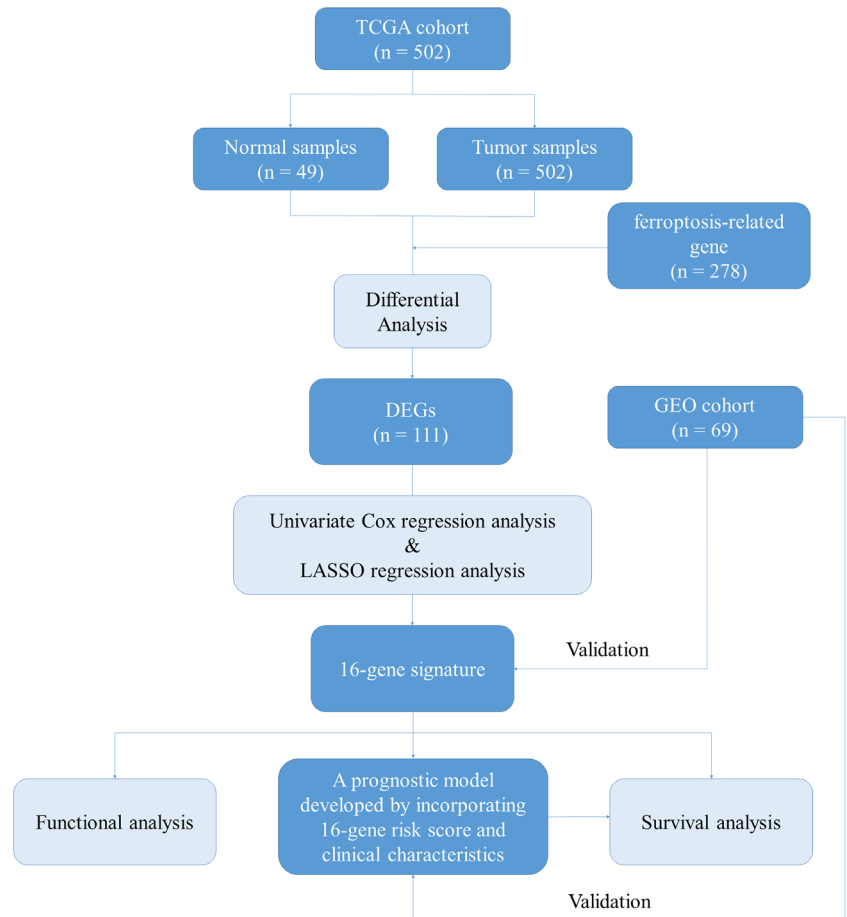 TCGA cohort
(n = 502)
Normal samples
(n = 49)
Tumor samples
(n = 502)
ferroptosis-related
gene
(n = 278)
Differential
Analysis
DEGs
(n = 111)
GEO cohort
(n = 69)
Univariate Cox regression analysis
&
LASSO regression analysis
Validation
16-gene signature
Functional analysis
A prognostic model
developed by incorporating
16-gene risk score and
clinical characteristics
Survival analysis
Validation